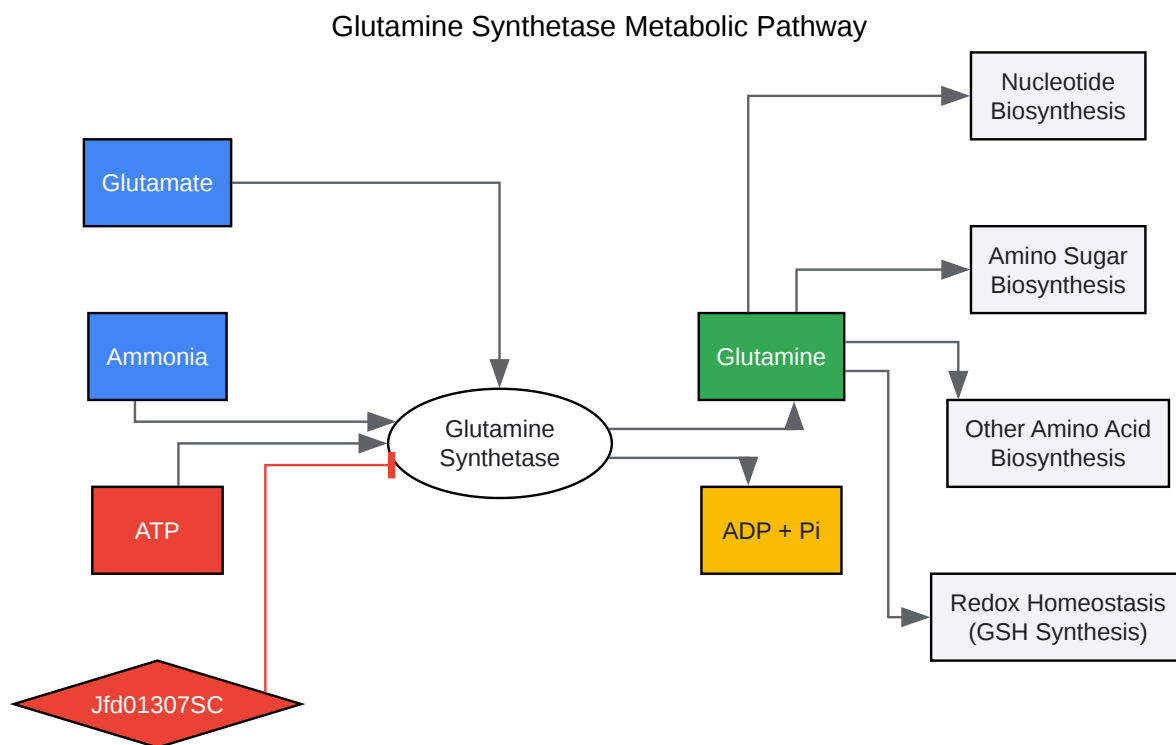 Glutamine Synthetase Metabolic Pathway
Nucleotide
Biosynthesis
Glutamate
Amino Sugar
Biosynthesis
Ammonia
Glutamine
Glutamine
Synthetase
Other Amino Acid
Biosynthesis
ATP
ADP + Pi
Redox Homeostasis
(GSH Synthesis)
Jfd01307SC